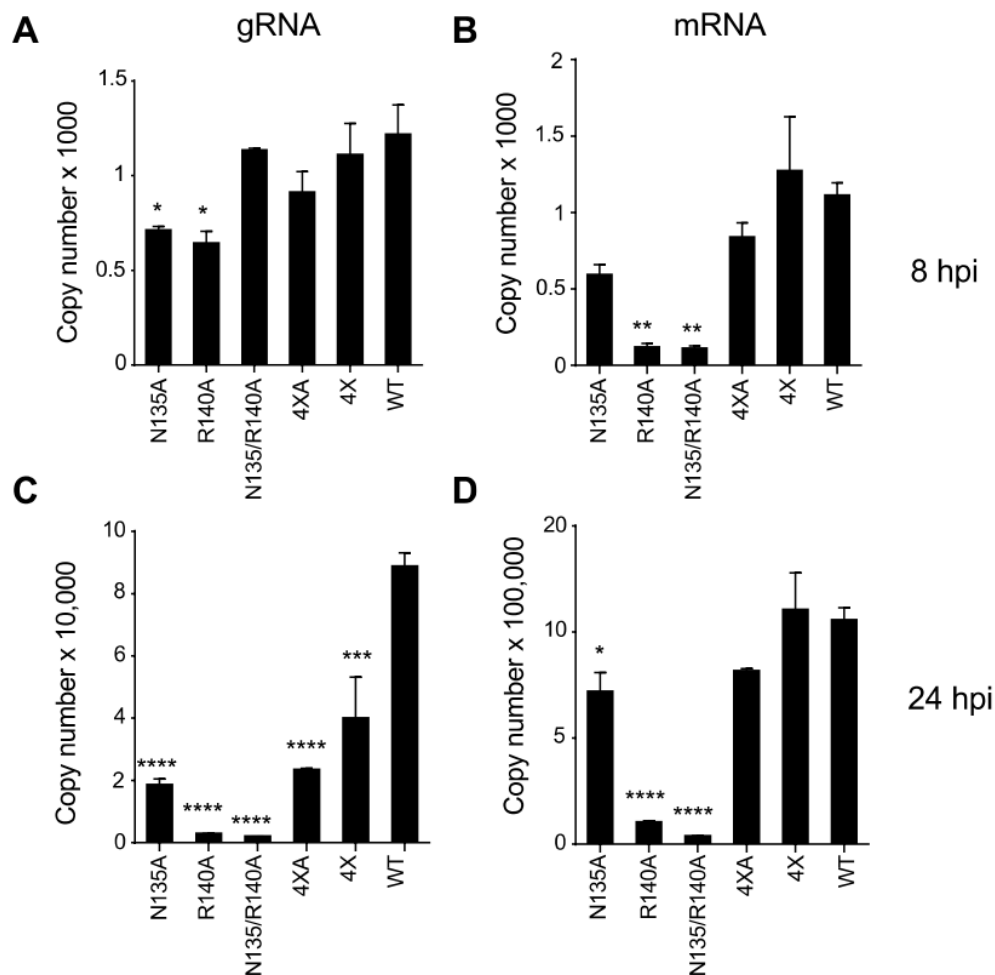 A gRNA
B mRNA
Copy number x 1000
1.5
1
0.5
0
* *
N135A
R140A
N135/R140A
4XA
4X
WT
Copy number x 1000
2
1.5
1
0.5
0
** **
N135A
R140A
N135/R140A
4XA
4X
WT
8 hpi
C
Copy number x 10,000
10
8
6
4
2
0
**** **** **** **** ***
N135A
R140A
N135/R140A
4XA
4X
WT
D
Copy number x 100,000
20
10
5
0
* **** ****
N135A
R140A
N135/R140A
4XA
4X
WT
24 hpi